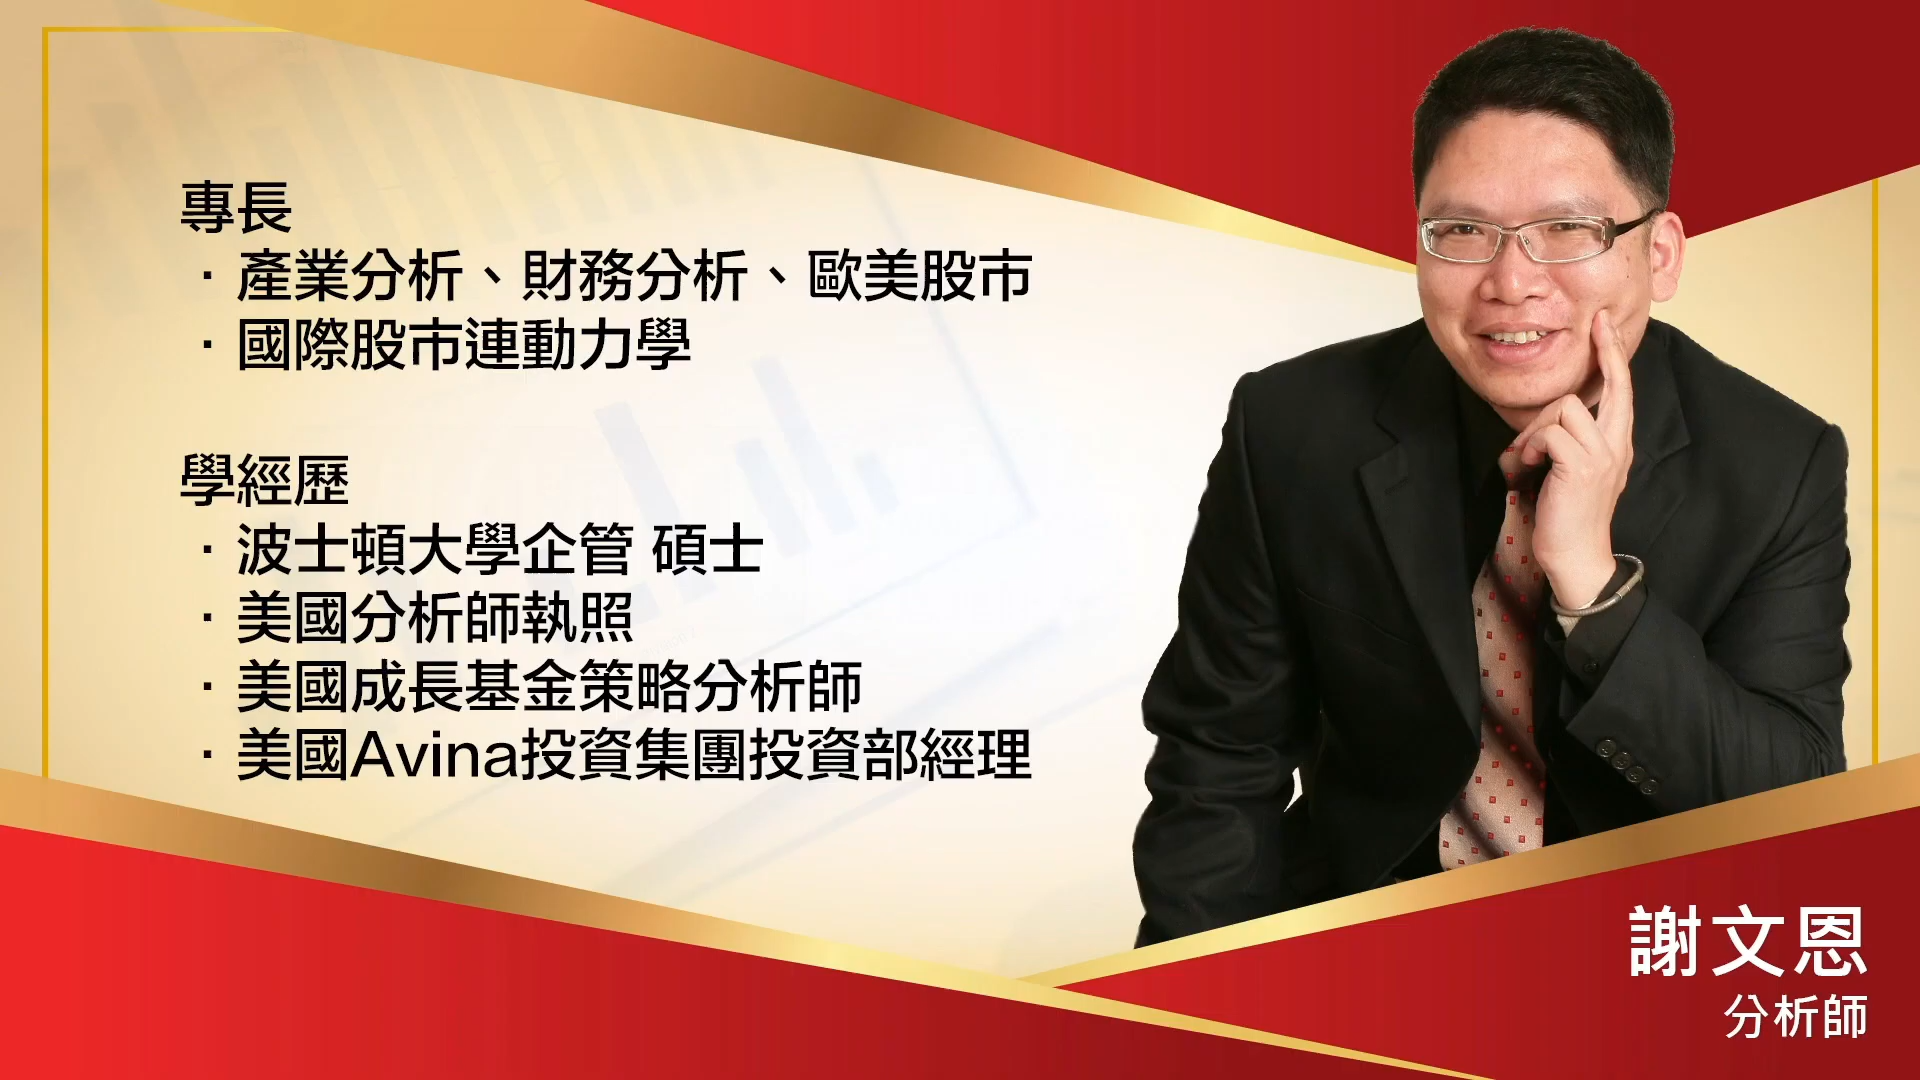 專長
・產業分析、財務分析、歐美股市
・國際股市連動力學
學經歷
・波士頓大學企管 碩士
・美國分析師執照
・美國成長基金策略分析師
・美國Avina投資集團投資部經理
謝文恩
分析師